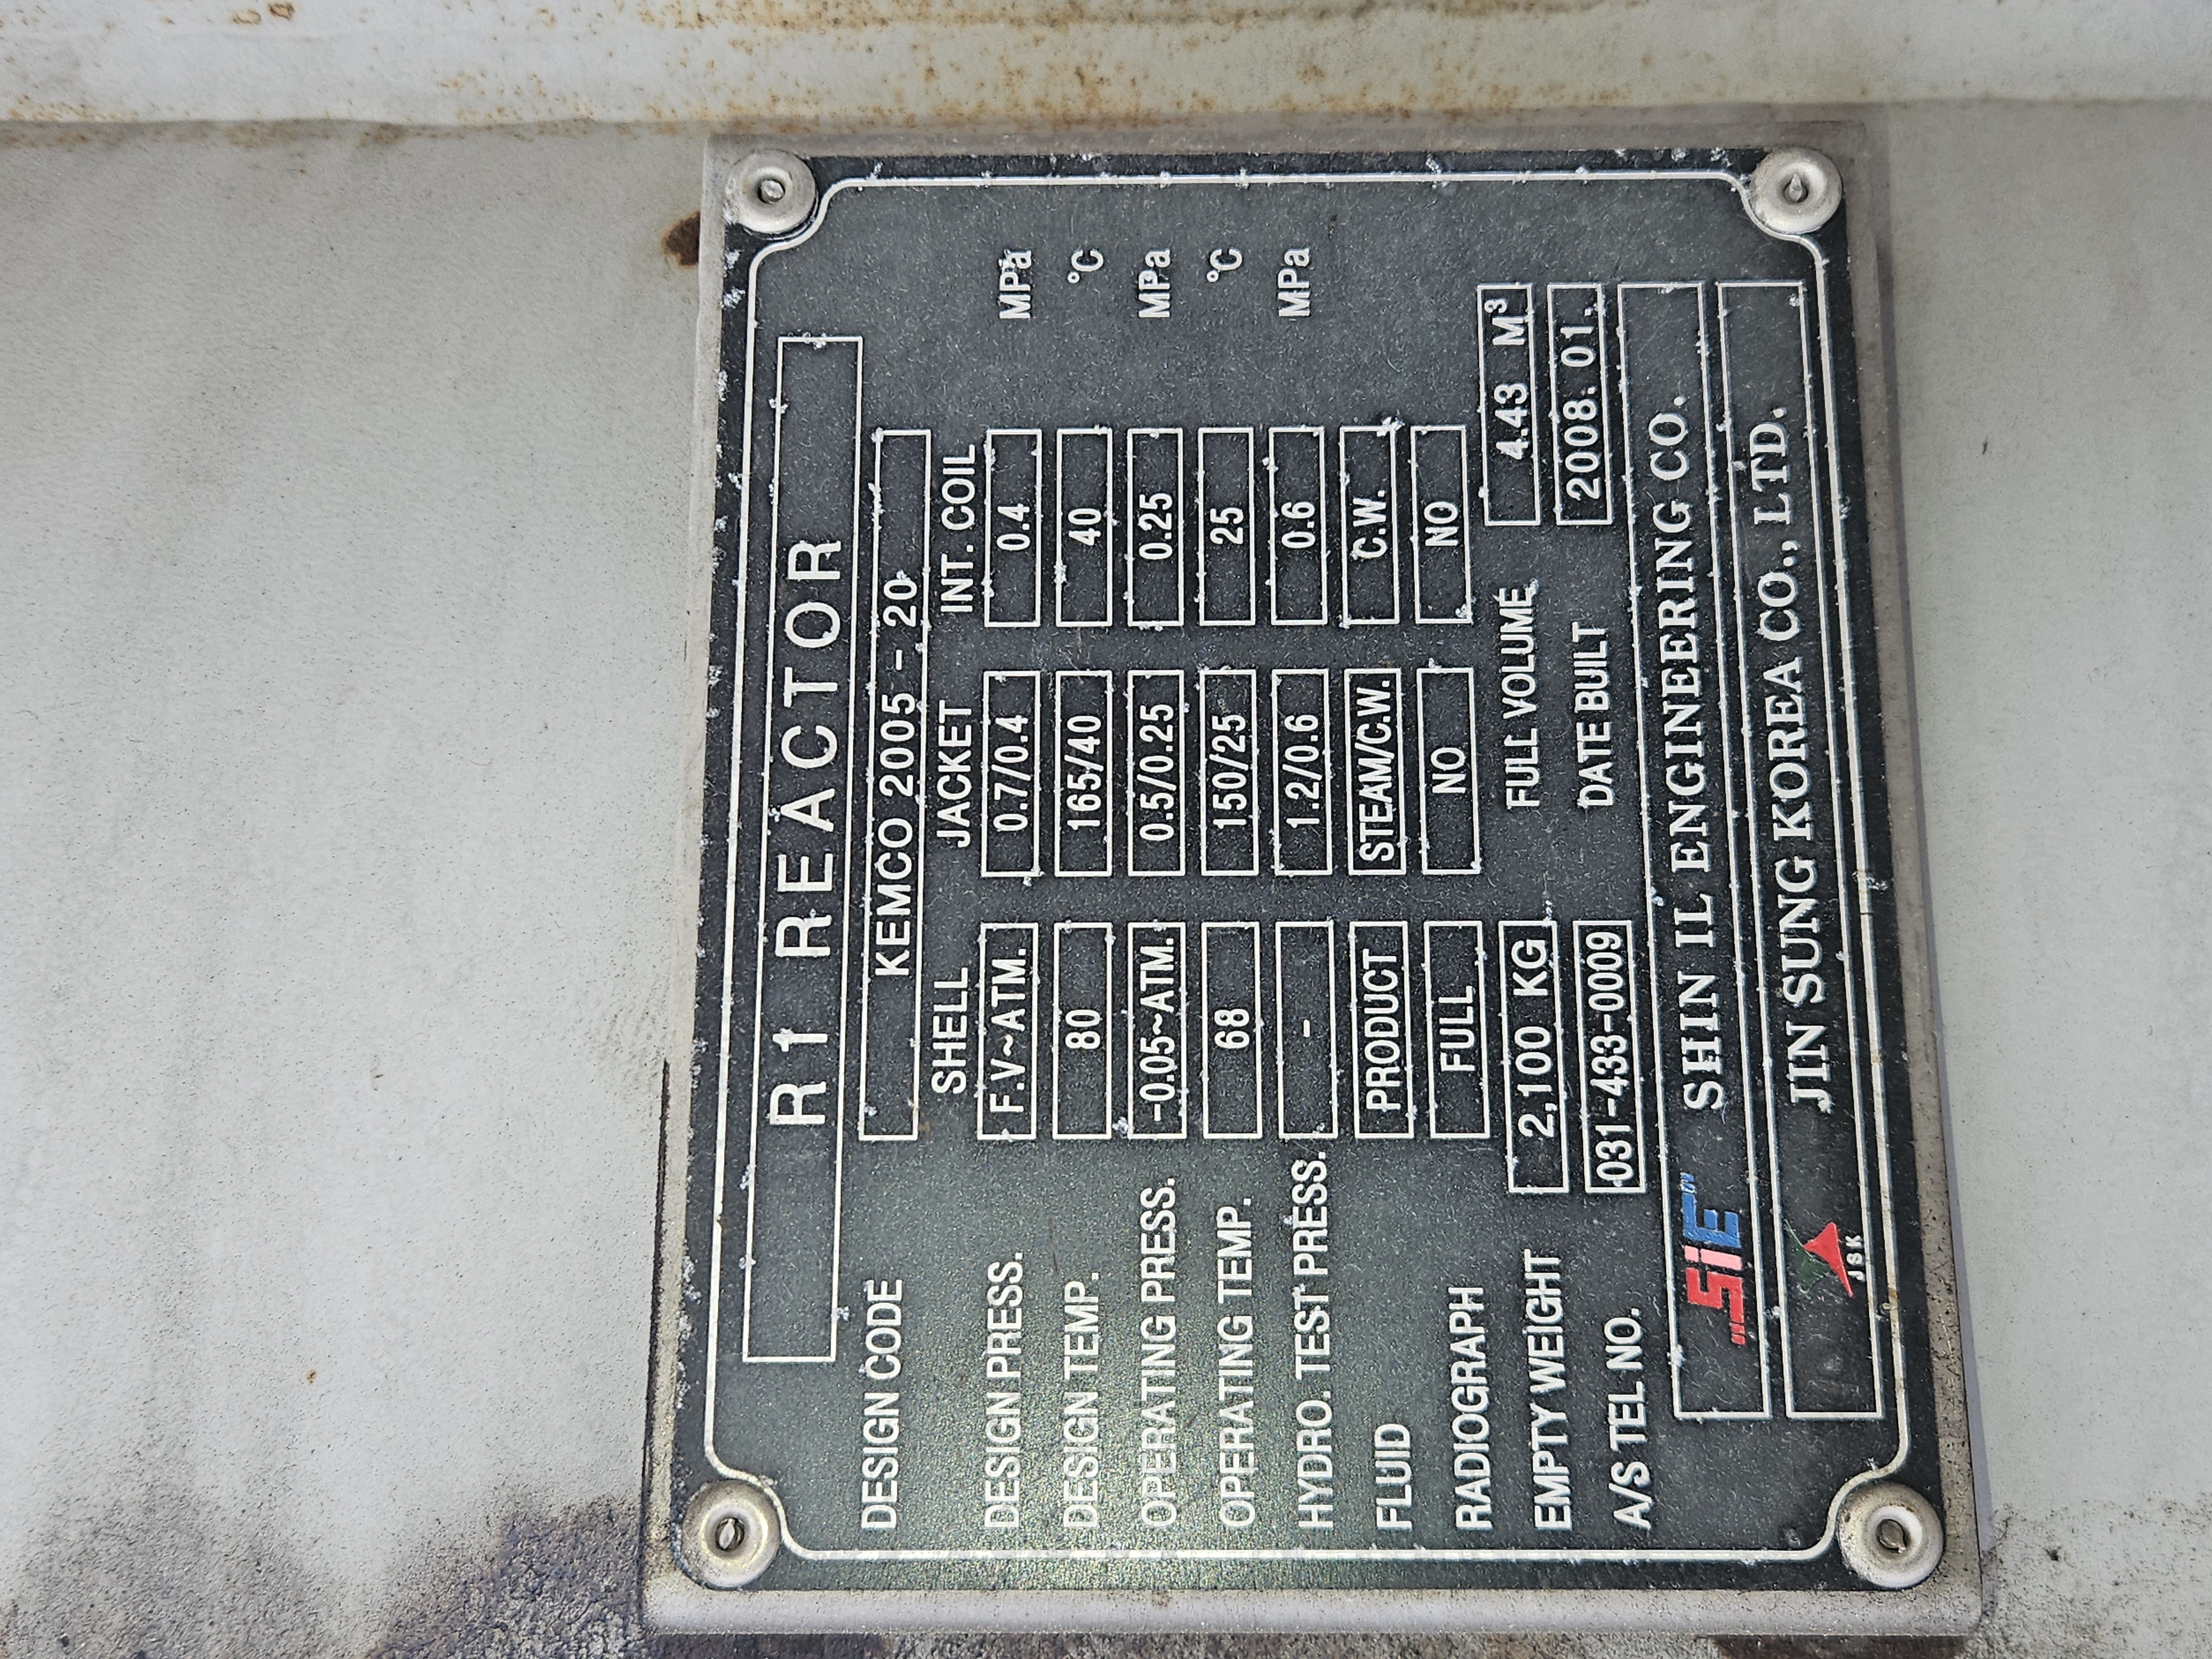 R1 REACTOR
DESIGN CODE KEMCO 2005 - 20
SHELL JACKET INT. COIL
DESIGN PRESS. F.V~ATM. 0.7/0.4 0.4 MPa
DESIGN TEMP. 80 165/40 40 °C
OPERATING PRESS. -0.05~ATM. 0.5/0.25 0.25 MPa
OPERATING TEMP. 68 150/25 25 °C
HYDRO. TEST PRESS. - 1.2/0.6 0.6 MPa
FLUID PRODUCT STEAM/C.W. C.W.
RADIOGRAPH FULL NO NO
EMPTY WEIGHT 2,100 KG FULL VOLUME 4.43 M³
A/S TEL NO. 031-433-0009 DATE BUILT 2008. 01.
SIE SHIN IL ENGINEERING CO.
JSK JIN SUNG KOREA CO., LTD.